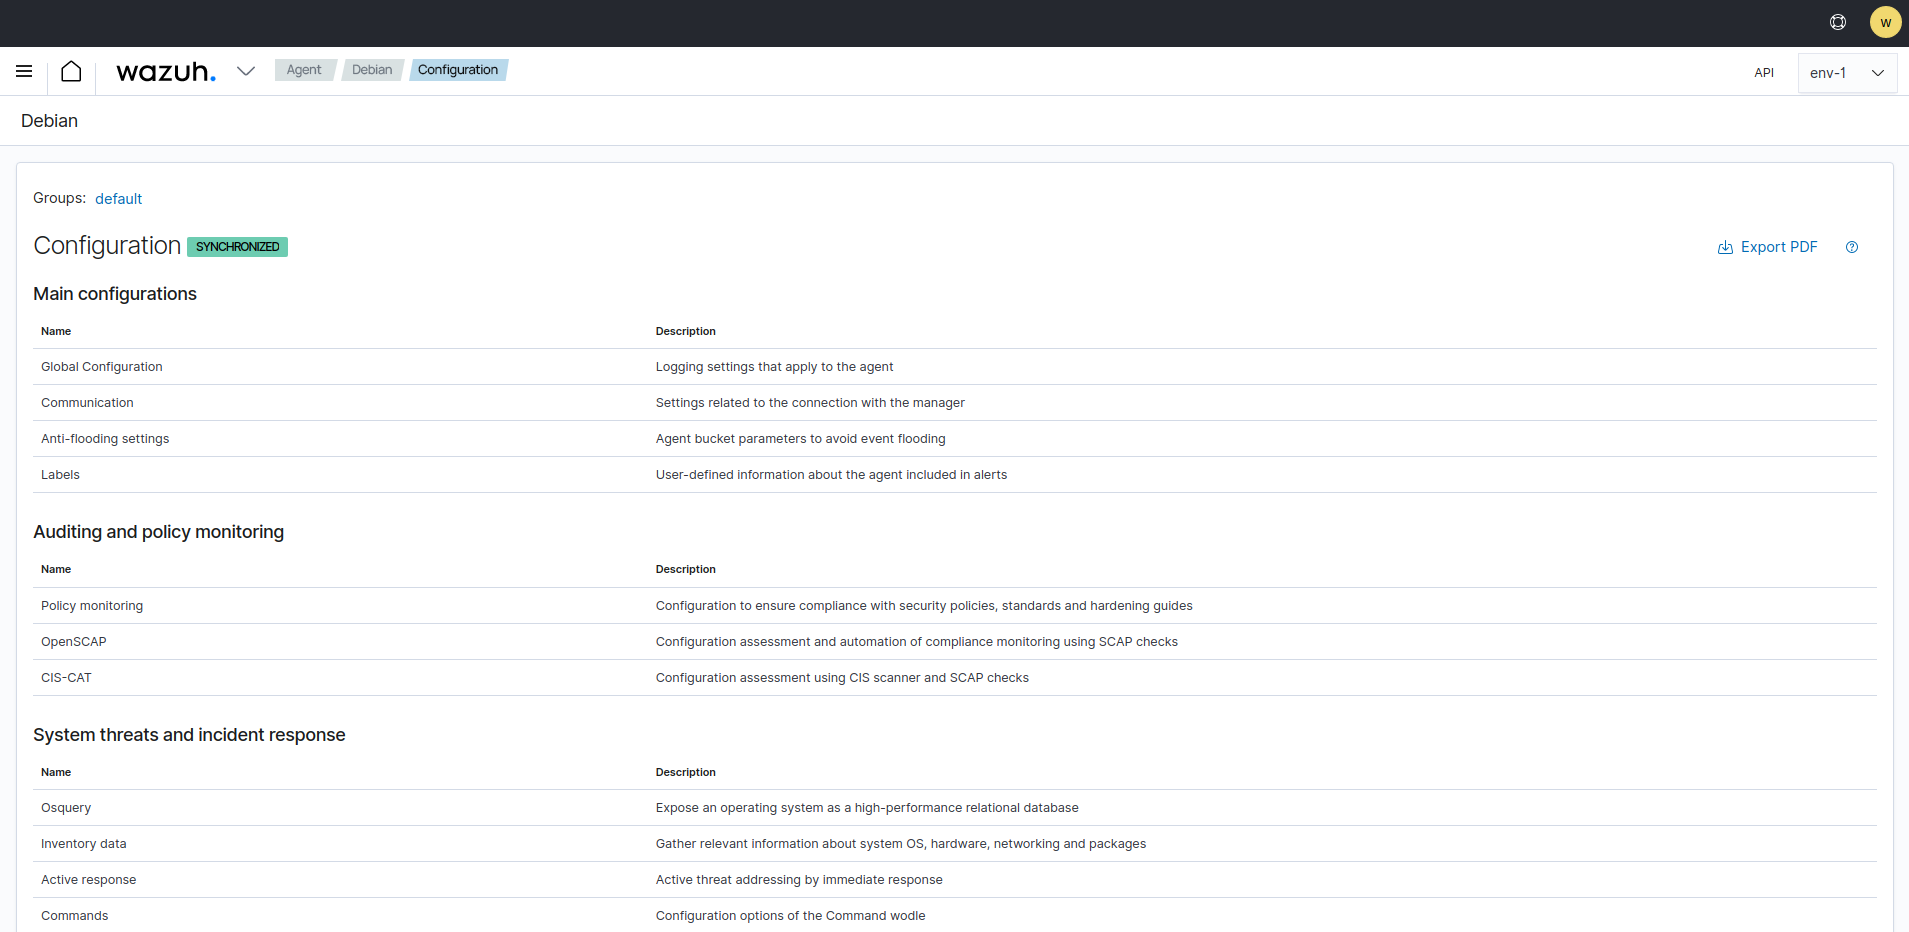 W
wazuh. Agent Debian Configuration API env-1
Debian
Groups: default
Configuration SYNCHRONIZED Export PDF
Main configurations
Name Description
Global Configuration Logging settings that apply to the agent
Communication Settings related to the connection with the manager
Anti-flooding settings Agent bucket parameters to avoid event flooding
Labels User-defined information about the agent included in alerts
Auditing and policy monitoring
Name Description
Policy monitoring Configuration to ensure compliance with security policies, standards and hardening guides
OpenSCAP Configuration assessment and automation of compliance monitoring using SCAP checks
CIS-CAT Configuration assessment using CIS scanner and SCAP checks
System threats and incident response
Name Description
Osquery Expose an operating system as a high-performance relational database
Inventory data Gather relevant information about system OS, hardware, networking and packages
Active response Active threat addressing by immediate response
Commands Configuration options of the Command wodle